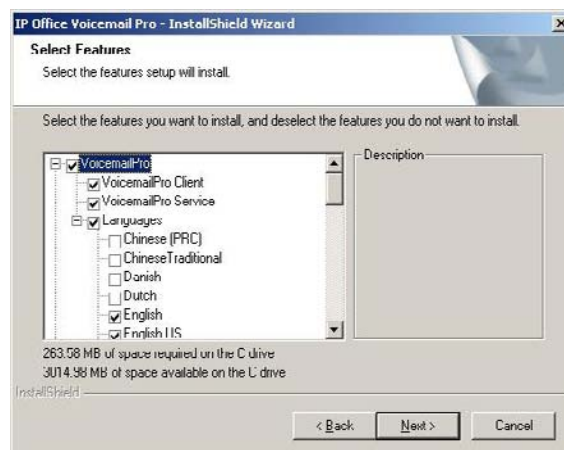 IP Office Voicemail Pro - InstallShield Wizard
Select Features
Select the features setup will install.
Select the features you want to install, and deselect the features you do not want to install.
VoicemailPro
VoicemailPro Client
VoicemailPro Service
Languages
Chinese (PRC)
ChineseTraditional
Danish
Dutch
English
English US
Description
263.58 MB of space required on the C drive
3014.98 MB of space available on the C drive
InstallShield
< Back
Next >
Cancel